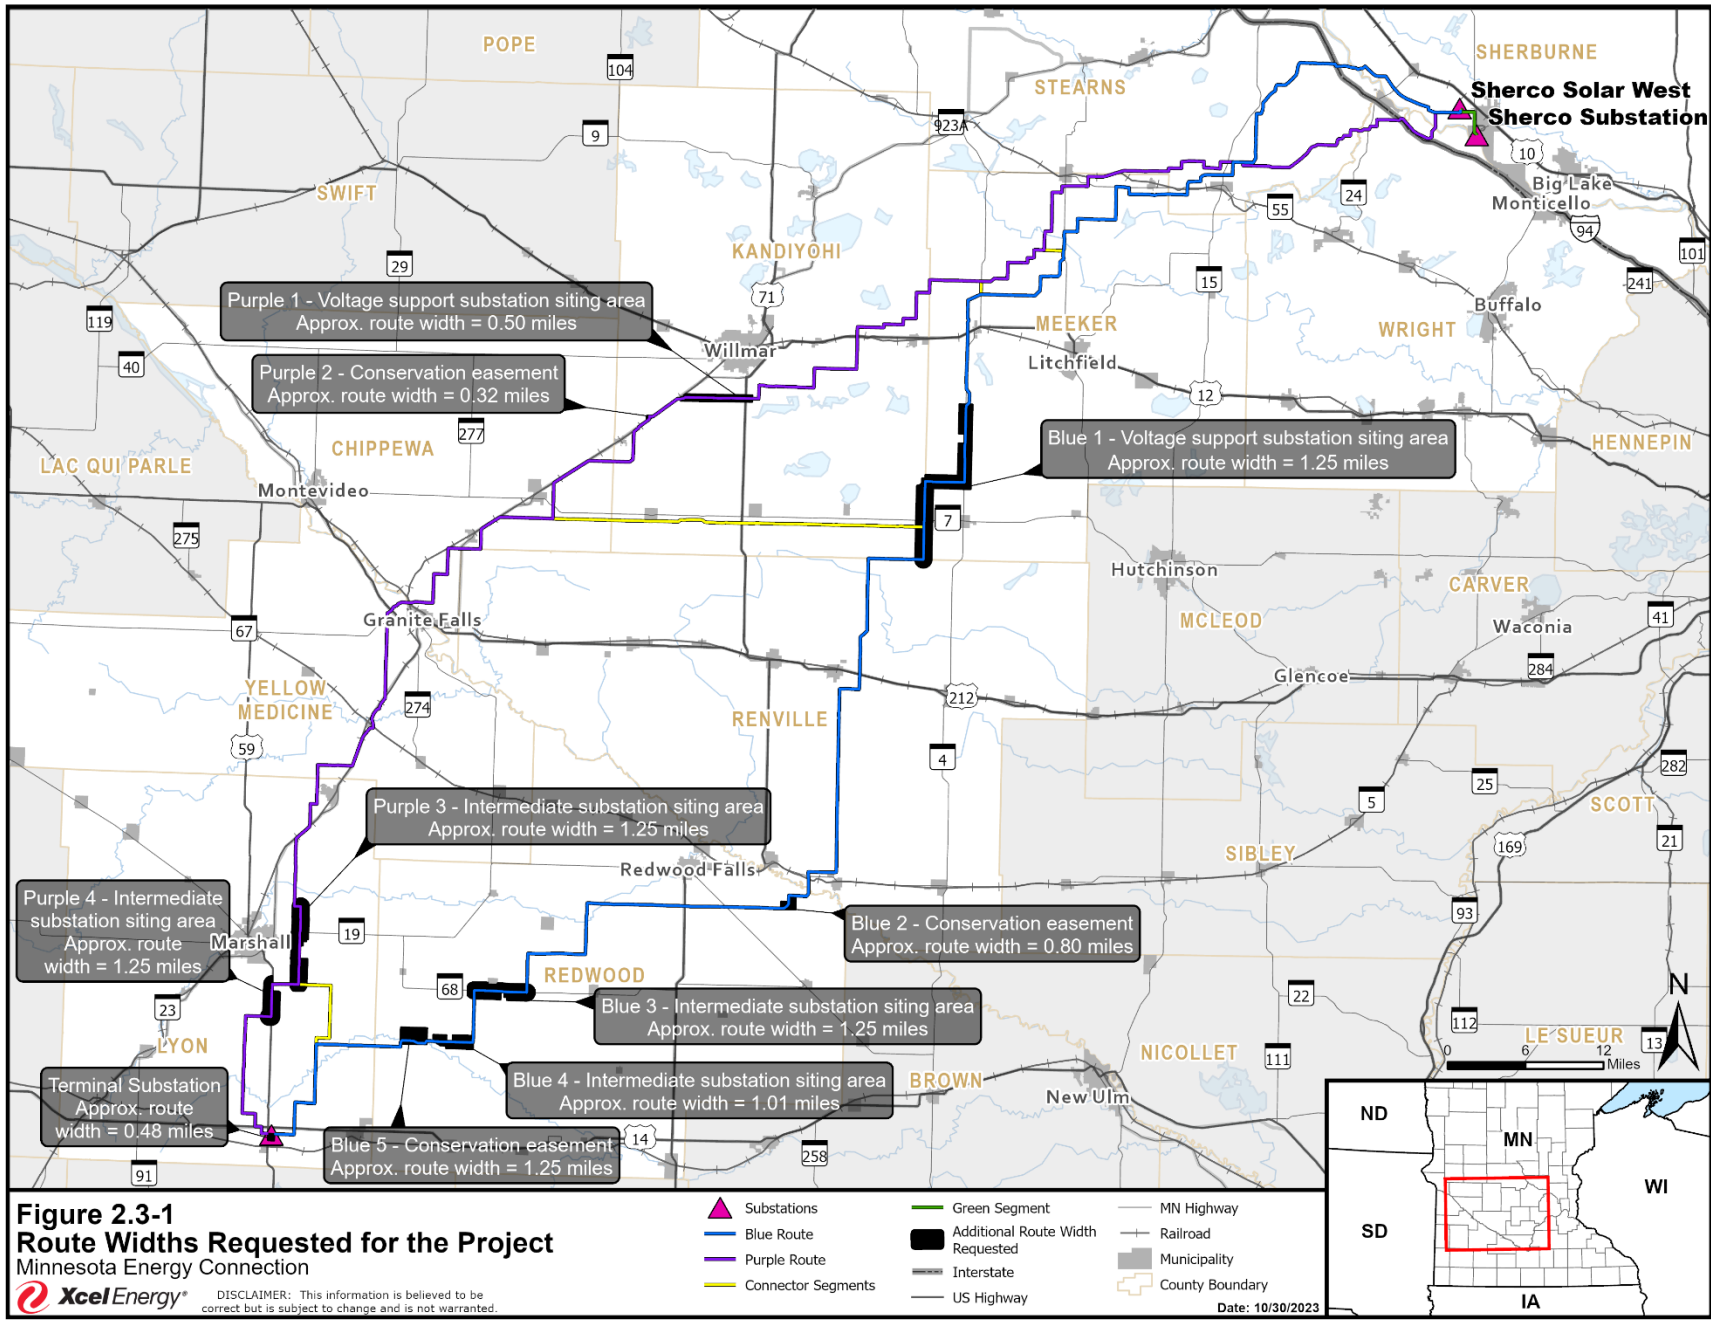 POPE
SHERBURNE
104
STEARNS
Sherco Solar West
Sherco Substation
923A
9
10
SWIFT
24
Big Lake
Monticello
55
94
KANDIYOHI
101
29
15
241
71
Purple 1 - Voltage support substation siting area
Approx. route width = 0.50 miles
Buffalo
119
MEEKER
WRIGHT
Willmar
Litchfield
40
Purple 2 - Conservation easement
Approx. route width = 0.32 miles
12
277
CHIPPEWA
Blue 1 - Voltage support substation siting area
Approx. route width = 1.25 miles
HENNEPIN
LAC QUI PARLE
Montevideo
7
275
Hutchinson
CARVER
Granite Falls
67
MCLEOD
Waconia
41
284
Glencoe
YELLOW
MEDICINE
274
212
RENVILLE
59
4
282
25
5
SCOTT
Purple 3 - Intermediate substation siting area
Approx. route width = 1.25 miles
21
169
SIBLEY
Redwood Falls
Purple 4 - Intermediate
substation siting area
Approx. route
width = 1.25 miles
93
Blue 2 - Conservation easement
Approx. route width = 0.80 miles
Marshall
19
REDWOOD
68
N
22
Blue 3 - Intermediate substation siting area
Approx. route width = 1.25 miles
23
112
LE SUEUR
13
LYON
NICOLLET
111
0 6 12
Miles
Terminal Substation
Approx. route
width = 0.48 miles
Blue 4 - Intermediate substation siting area
Approx. route width = 1.01 miles
BROWN
New Ulm
Blue 5 - Conservation easement
Approx. route width = 1.25 miles
14
258
91
ND
MN
WI
SD
IA
Figure 2.3-1
Route Widths Requested for the Project
Minnesota Energy Connection
Xcel Energy®
DISCLAIMER: This information is believed to be
correct but is subject to change and is not warranted.
Substations
Blue Route
Purple Route
Connector Segments
Green Segment
Additional Route Width
Requested
Interstate
US Highway
MN Highway
Railroad
Municipality
County Boundary
Date: 10/30/2023